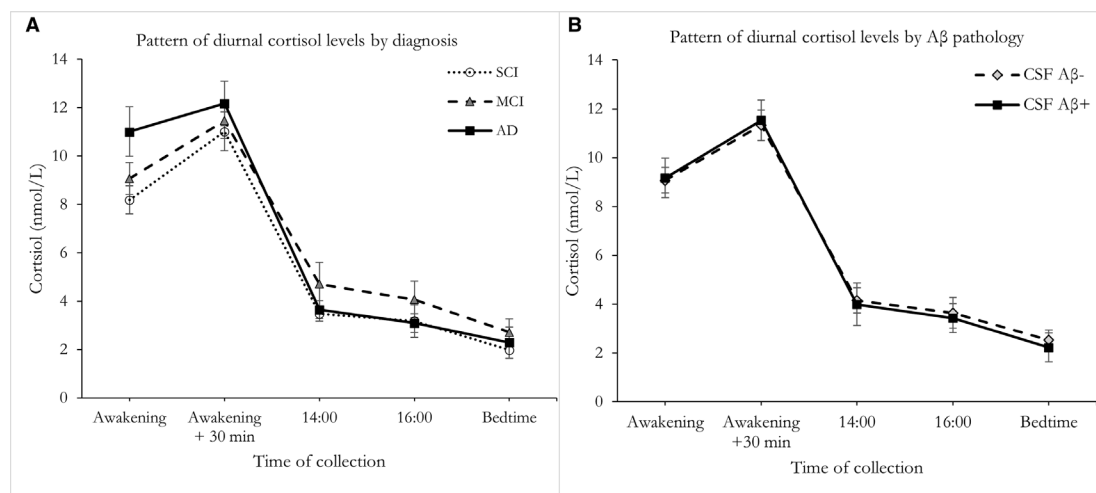 A
Pattern of diurnal cortisol levels by diagnosis
14
12
10
8
6
4
2
0
Cortsiol (nmol/L)
SCI
MCI
AD
Awakening
Awakening
+ 30 min
14:00
16:00
Bedtime
Time of collection
B
Pattern of diurnal cortisol levels by Aβ pathology
14
12
10
8
6
4
2
0
Cortisol (nmol/L)
CSF Aβ-
CSF Aβ+
Awakening
Awakening
+30 min
14:00
16:00
Bedtime
Time of collection